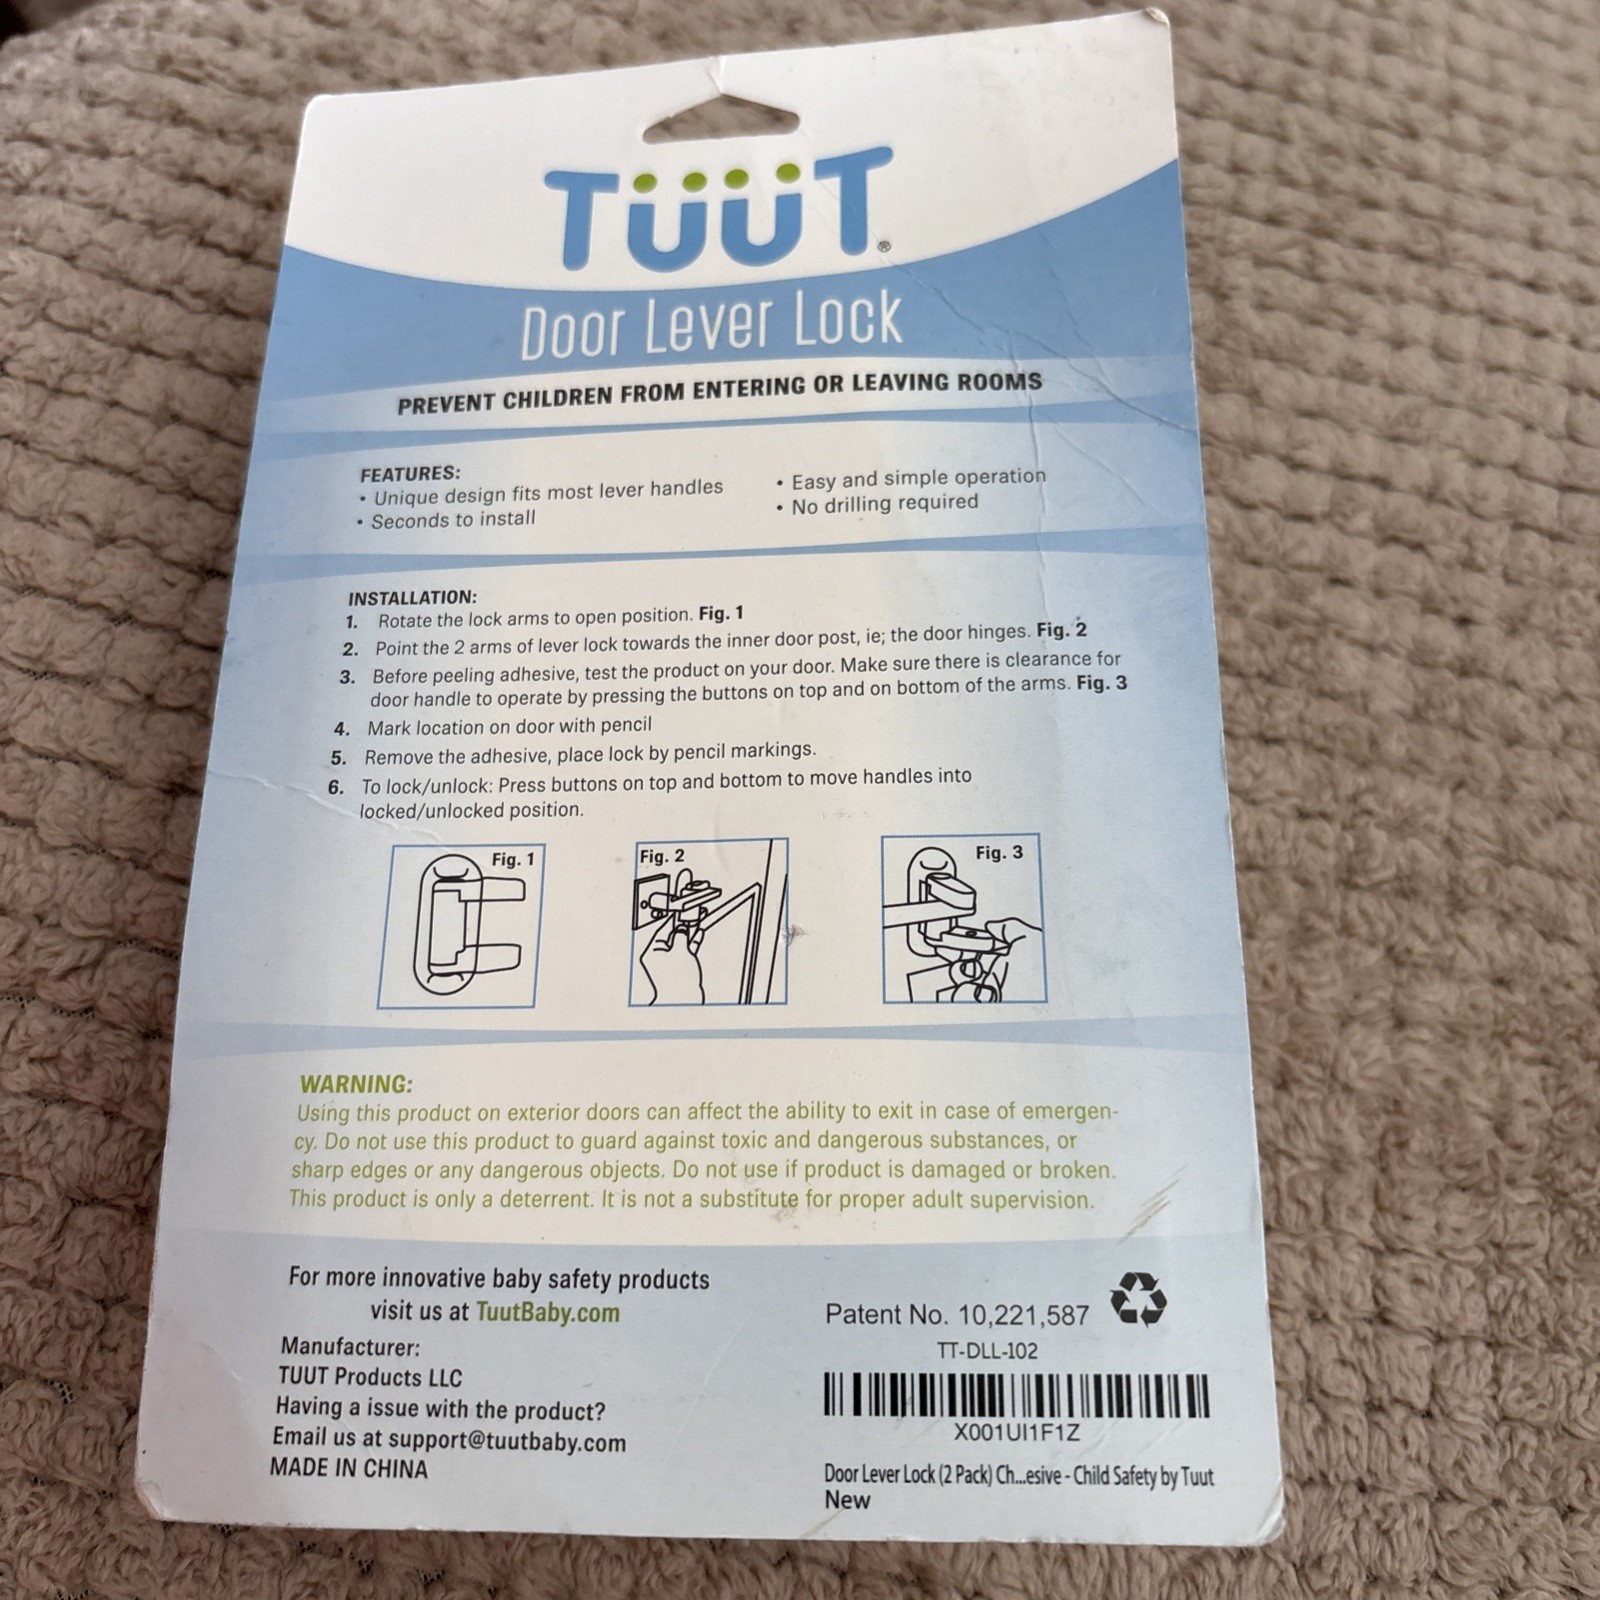 TÜÜT®
Door Lever Lock
PREVENT CHILDREN FROM ENTERING OR LEAVING ROOMS
FEATURES:
• Unique design fits most lever handles
• Seconds to install
• Easy and simple operation
• No drilling required
INSTALLATION:
1. Rotate the lock arms to open position. Fig. 1
2. Point the 2 arms of lever lock towards the inner door post, ie; the door hinges. Fig. 2
3. Before peeling adhesive, test the product on your door. Make sure there is clearance for
door handle to operate by pressing the buttons on top and on bottom of the arms. Fig. 3
4. Mark location on door with pencil
5. Remove the adhesive, place lock by pencil markings.
6. To lock/unlock: Press buttons on top and bottom to move handles into
locked/unlocked position.
Fig. 1
Fig. 2
Fig. 3
WARNING:
Using this product on exterior doors can affect the ability to exit in case of emergen-
cy. Do not use this product to guard against toxic and dangerous substances, or
sharp edges or any dangerous objects. Do not use if product is damaged or broken.
This product is only a deterrent. It is not a substitute for proper adult supervision.
For more innovative baby safety products
visit us at TuutBaby.com
Manufacturer:
TUUT Products LLC
Having a issue with the product?
Email us at support@tuutbaby.com
MADE IN CHINA
Patent No. 10,221,587
TT-DLL-102
X001UI1F1Z
Door Lever Lock (2 Pack) Ch...esive - Child Safety by Tuut
New